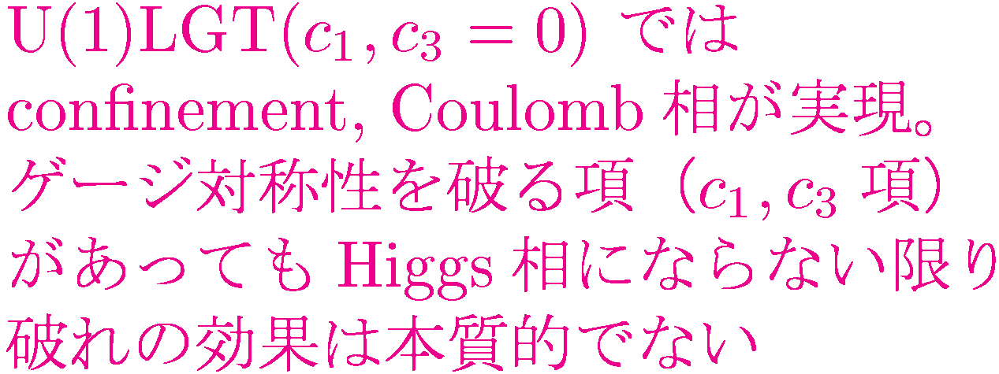 U(1)LGT(c₁, c₃ = 0) では
confinement, Coulomb 相が実現。
ゲージ対称性を破る項（c₁, c₃ 項）
があっても Higgs 相にならない限り
破れの効果は本質的でない